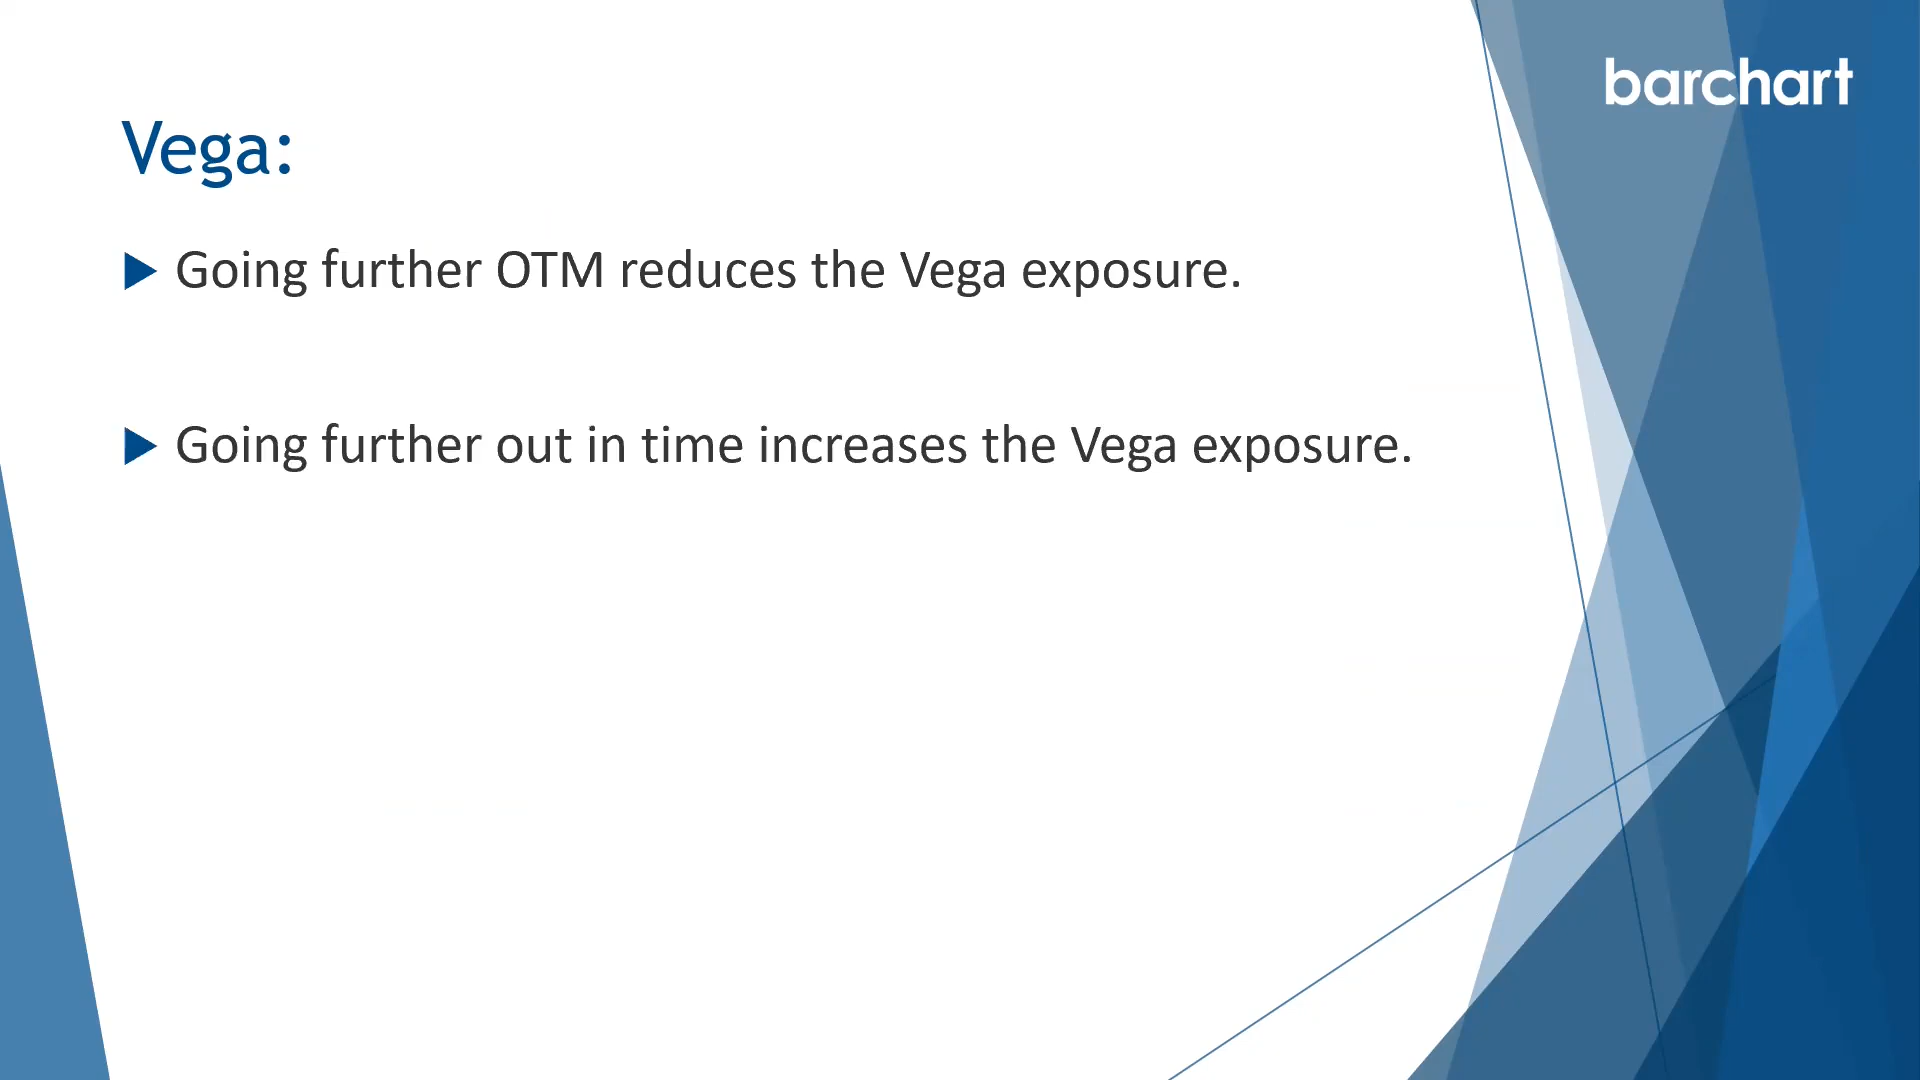 barchart
Vega:
Going further OTM reduces the Vega exposure.
Going further out in time increases the Vega exposure.